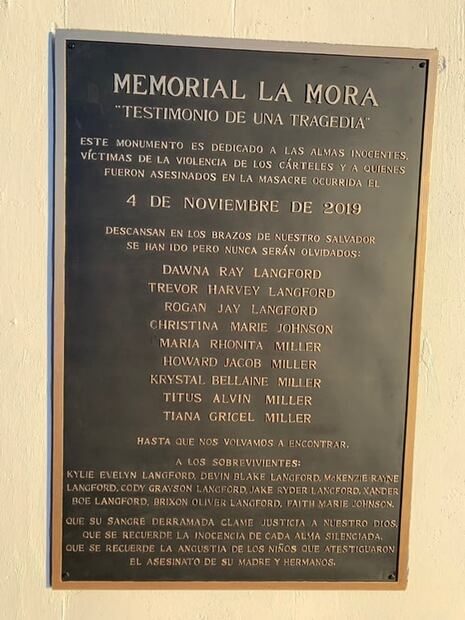 MEMORIAL LA MORA
"TESTIMONIO DE UNA TRAGEDIA"
ESTE MONUMENTO ES DEDICADO A LAS ALMAS INOCENTES,
VÍCTIMAS DE LA VIOLENCIA DE LOS CÁRTELES Y A QUIENES
FUERON ASESINADOS EN LA MASACRE OCURRIDA EL
4 DE NOVIEMBRE DE 2019
DESCANSAN EN LOS BRAZOS DE NUESTRO SALVADOR
SE HAN IDO PERO NUNCA SERÁN OLVIDADOS:
DAWNA RAY LANGFORD
TREVOR HARVEY LANGFORD
ROGAN JAY LANGFORD
CHRISTINA MARIE JOHNSON
MARIA RHONITA MILLER
HOWARD JACOB MILLER
KRYSTAL BELLAINE MILLER
TITUS ALVIN MILLER
TIANA GRICEL MILLER
HASTA QUE NOS VOLVAMOS A ENCONTRAR.
A LOS SOBREVIVIENTES:
KYLIE EVELYN LANGFORD, DEVIN BLAKE LANGFORD, McKENZIE RAYNE
LANGFORD, CODY GRAYSON LANGFORD, JAKE RYDER LANGFORD, XANDER
BOE LANGFORD, BRIXON OLIVER LANGFORD, FAITH MARIE JOHNSON.
QUE SU SANGRE DERRAMADA CLAME JUSTICIA A NUESTRO DIOS,
QUE SE RECUERDE LA INOCENCIA DE CADA ALMA SILENCIADA.
QUE SE RECUERDE LA ANGUSTIA DE LOS NIÑOS QUE ATESTIGUARON
EL ASESINATO DE SU MADRE Y HERMANOS.